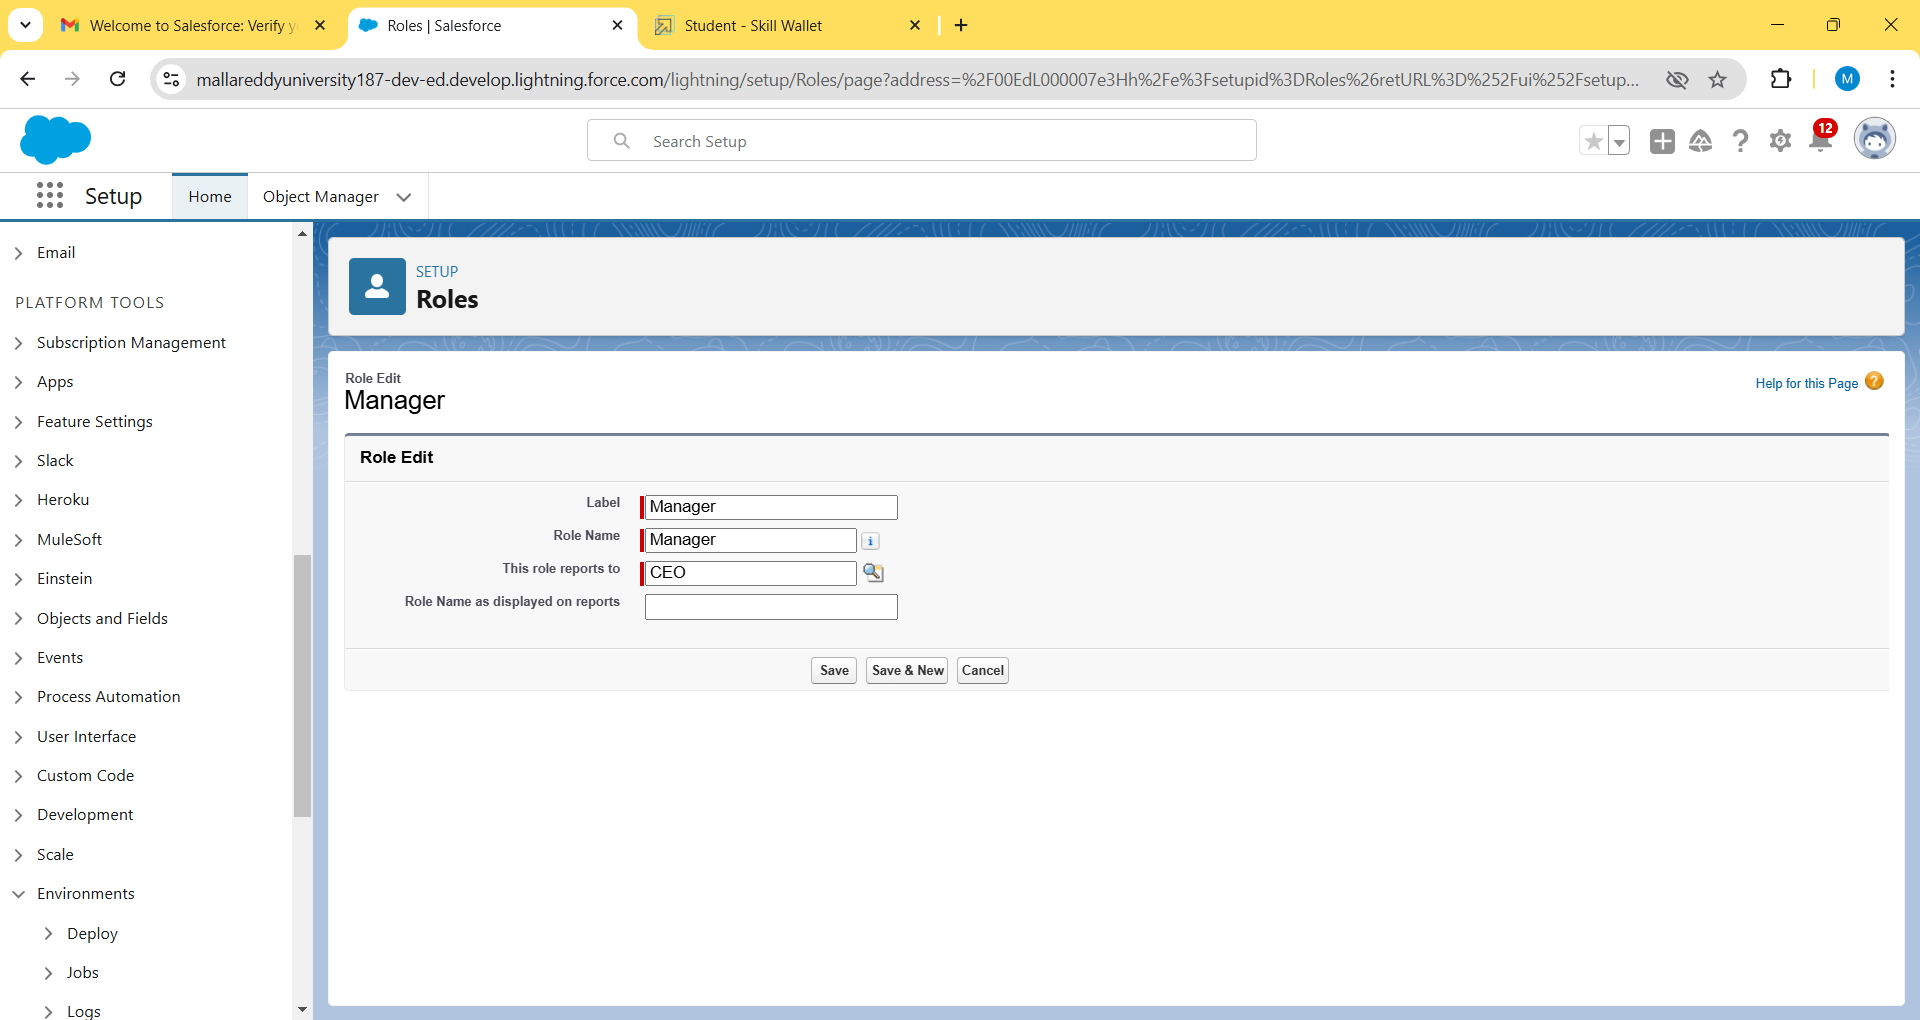 Welcome to Salesforce: Verify y
Roles | Salesforce
Student - Skill Wallet
mallareddyuniversity187-dev-ed.develop.lightning.force.com/lightning/setup/Roles/page?address=%2F00EdL000007e3Hh%2Fe%3Fsetupid%3DRoles%26retURL%3D%252Fui%252Fsetup...
M
Search Setup
12
Setup
Home
Object Manager
Email
PLATFORM TOOLS
Subscription Management
Apps
Feature Settings
Slack
Heroku
MuleSoft
Einstein
Objects and Fields
Events
Process Automation
User Interface
Custom Code
Development
Scale
Environments
Deploy
Jobs
Logs
SETUP
Roles
Role Edit
Manager
Help for this Page
Role Edit
Label Manager
Role Name Manager
This role reports to CEO
Role Name as displayed on reports
Save Save & New Cancel